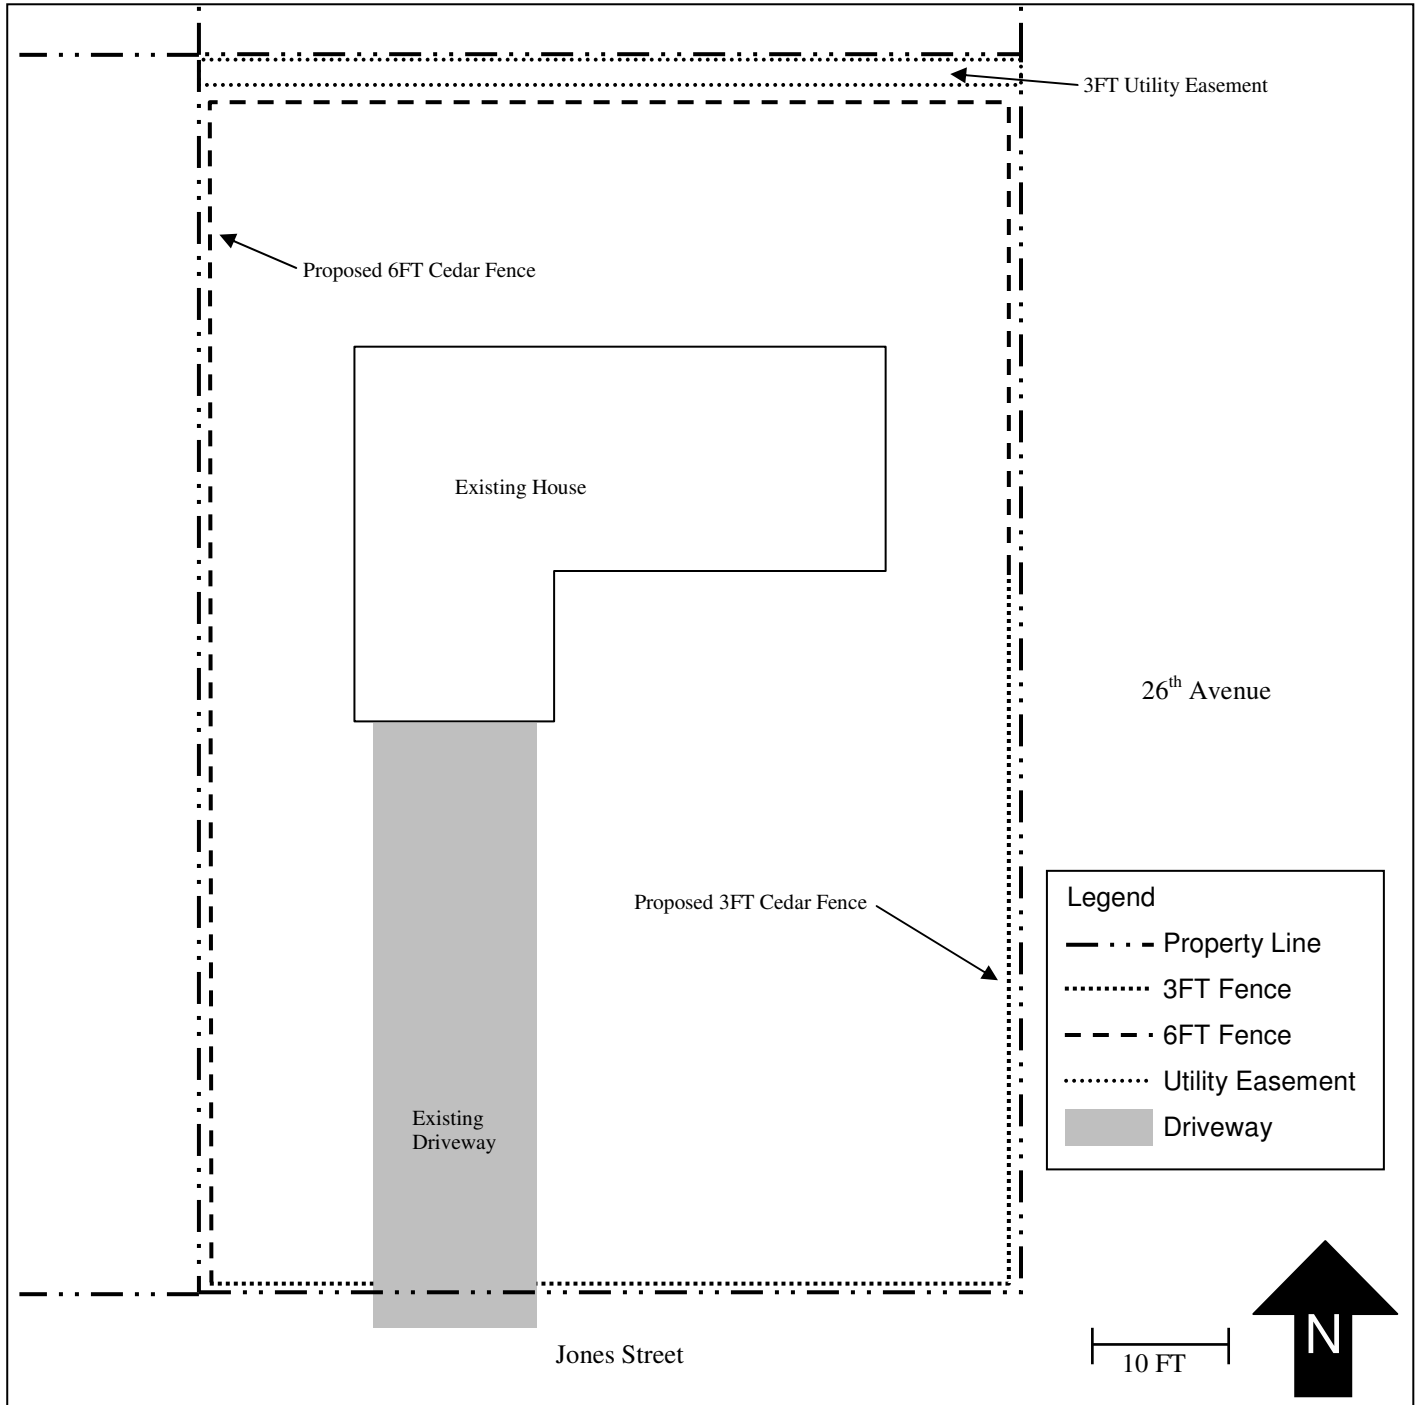 3FT Utility Easement
Proposed 6FT Cedar Fence
Existing House
26th Avenue
Proposed 3FT Cedar Fence
Legend
Property Line
3FT Fence
6FT Fence
Utility Easement
Driveway
Existing
Driveway
Jones Street
10 FT
N